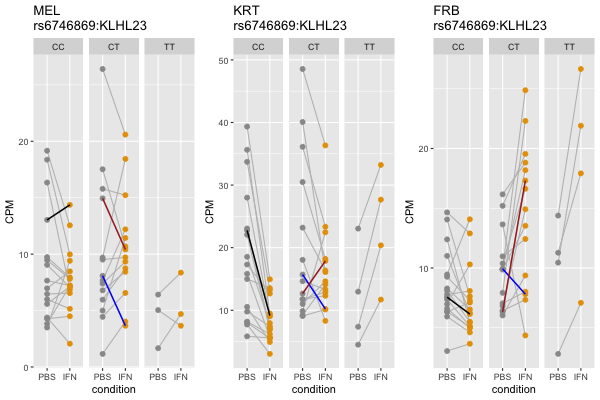 MEL
rs6746869:KLHL23
CC CT TT
CPM
20
10
0
PBS IFN PBS IFN PBS IFN
condition
KRT
rs6746869:KLHL23
CC CT TT
CPM
50
40
30
20
10
PBS IFN PBS IFN PBS IFN
condition
FRB
rs6746869:KLHL23
CC CT TT
CPM
20
10
PBS IFN PBS IFN PBS IFN
condition